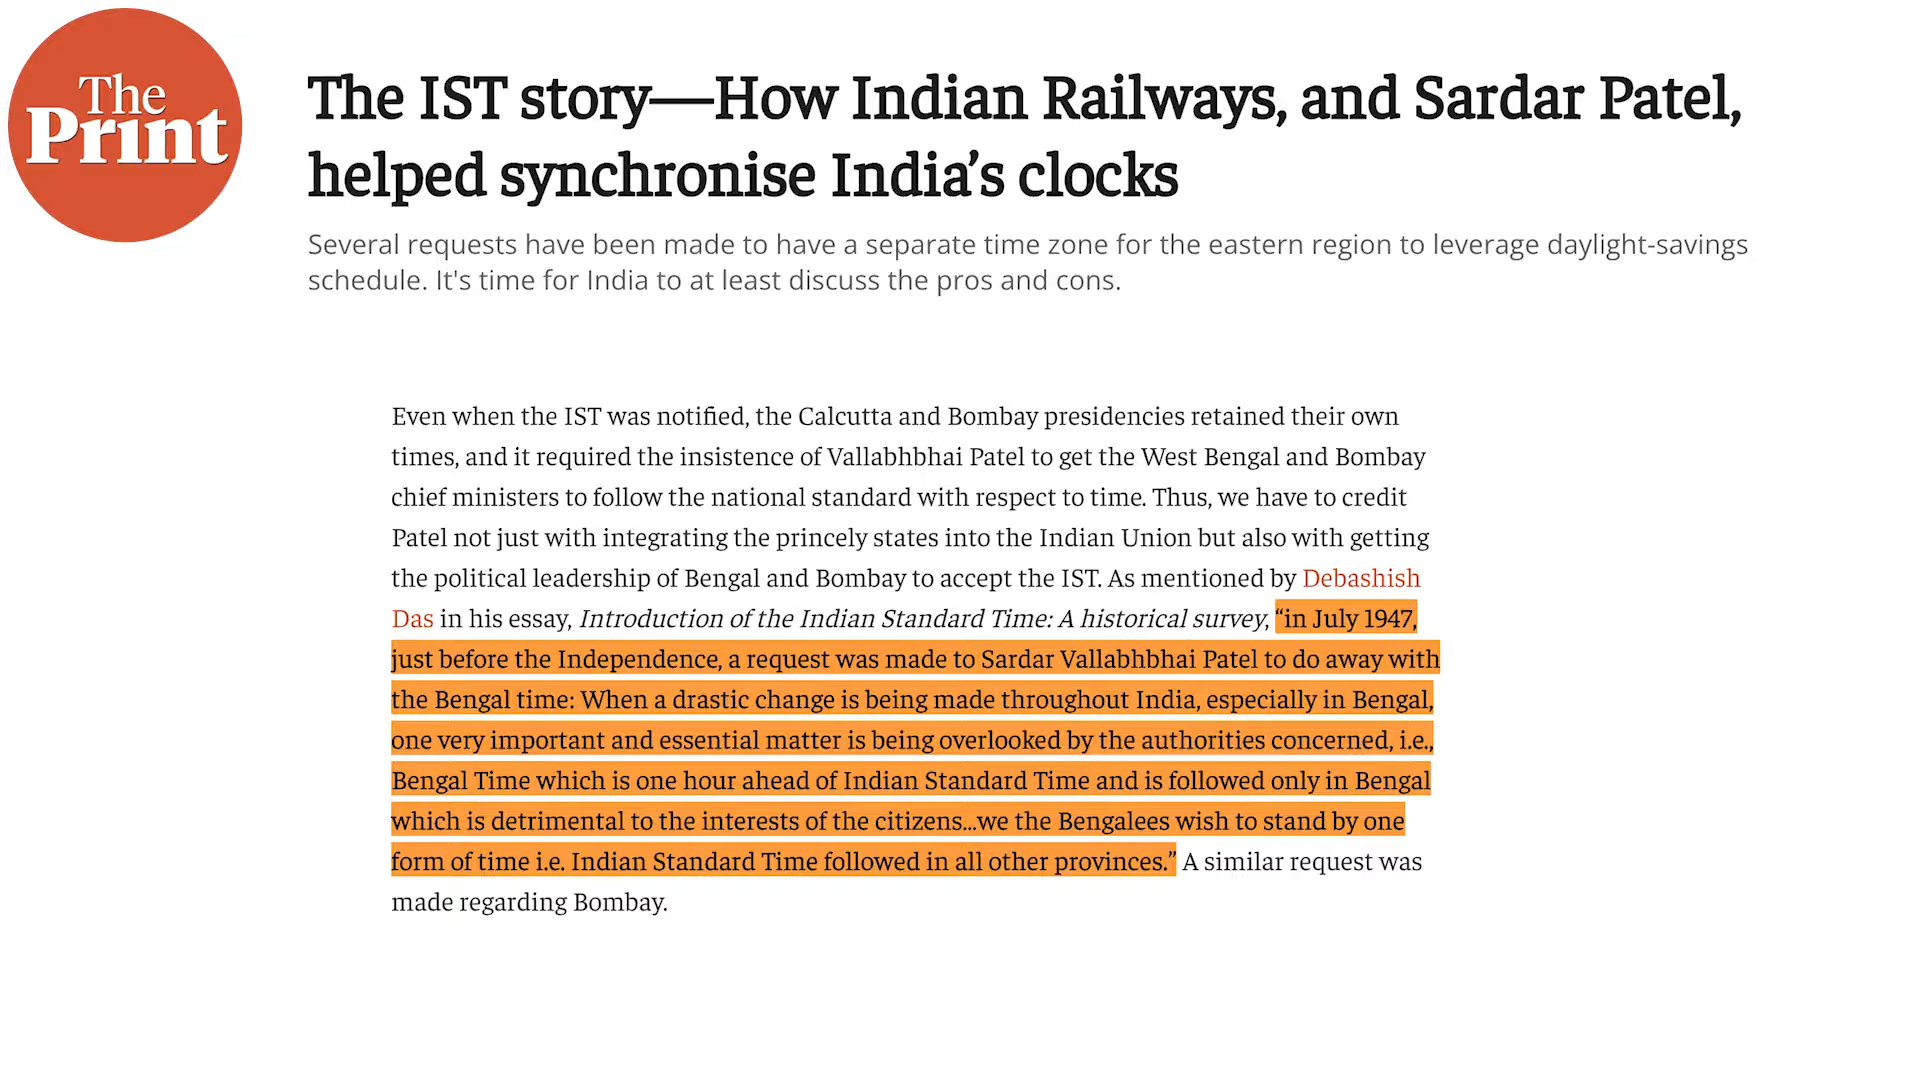 The
Print
The IST story—How Indian Railways, and Sardar Patel,
helped synchronise India’s clocks
Several requests have been made to have a separate time zone for the eastern region to leverage daylight-savings
schedule. It's time for India to at least discuss the pros and cons.
Even when the IST was notified, the Calcutta and Bombay presidencies retained their own
times, and it required the insistence of Vallabhbhai Patel to get the West Bengal and Bombay
chief ministers to follow the national standard with respect to time. Thus, we have to credit
Patel not just with integrating the princely states into the Indian Union but also with getting
the political leadership of Bengal and Bombay to accept the IST. As mentioned by Debashish
Das in his essay, Introduction of the Indian Standard Time: A historical survey, “in July 1947,
just before the Independence, a request was made to Sardar Vallabhbhai Patel to do away with
the Bengal time: When a drastic change is being made throughout India, especially in Bengal,
one very important and essential matter is being overlooked by the authorities concerned, i.e.,
Bengal Time which is one hour ahead of Indian Standard Time and is followed only in Bengal
which is detrimental to the interests of the citizens…we the Bengalees wish to stand by one
form of time i.e. Indian Standard Time followed in all other provinces.” A similar request was
made regarding Bombay.